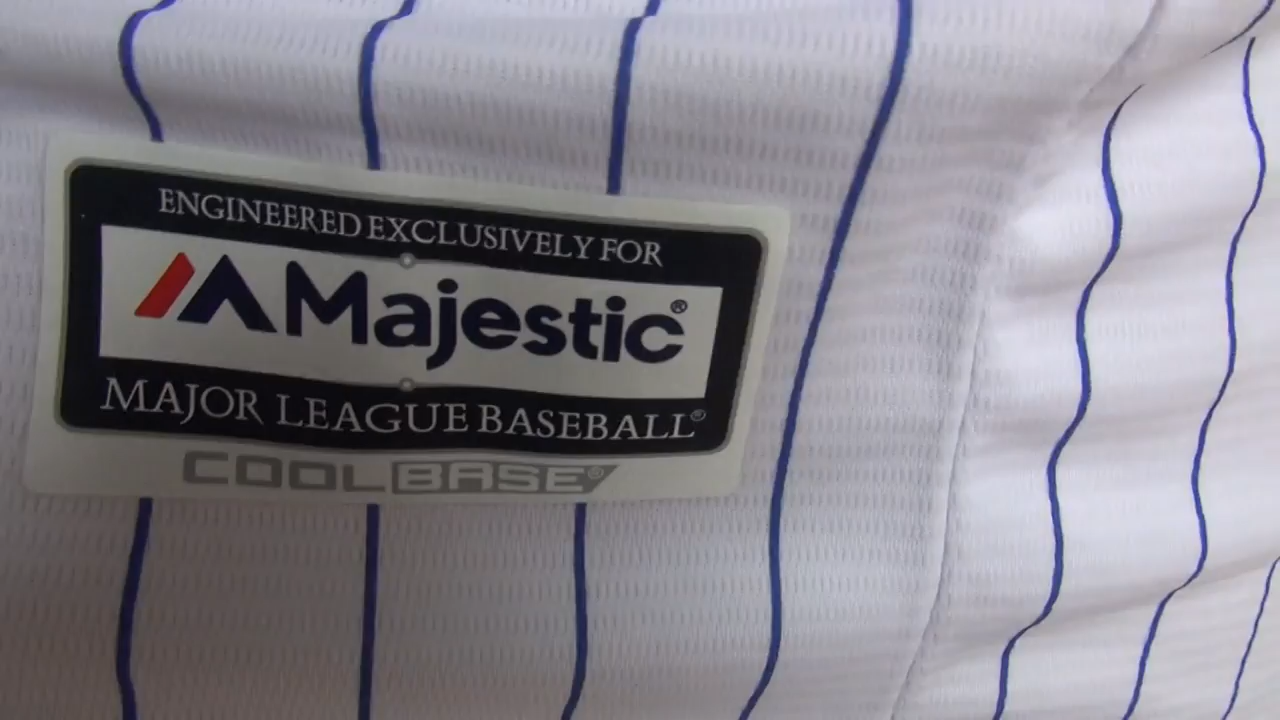 ENGINEERED EXCLUSIVELY FOR
Majestic®
MAJOR LEAGUE BASEBALL®
COOLBASE®